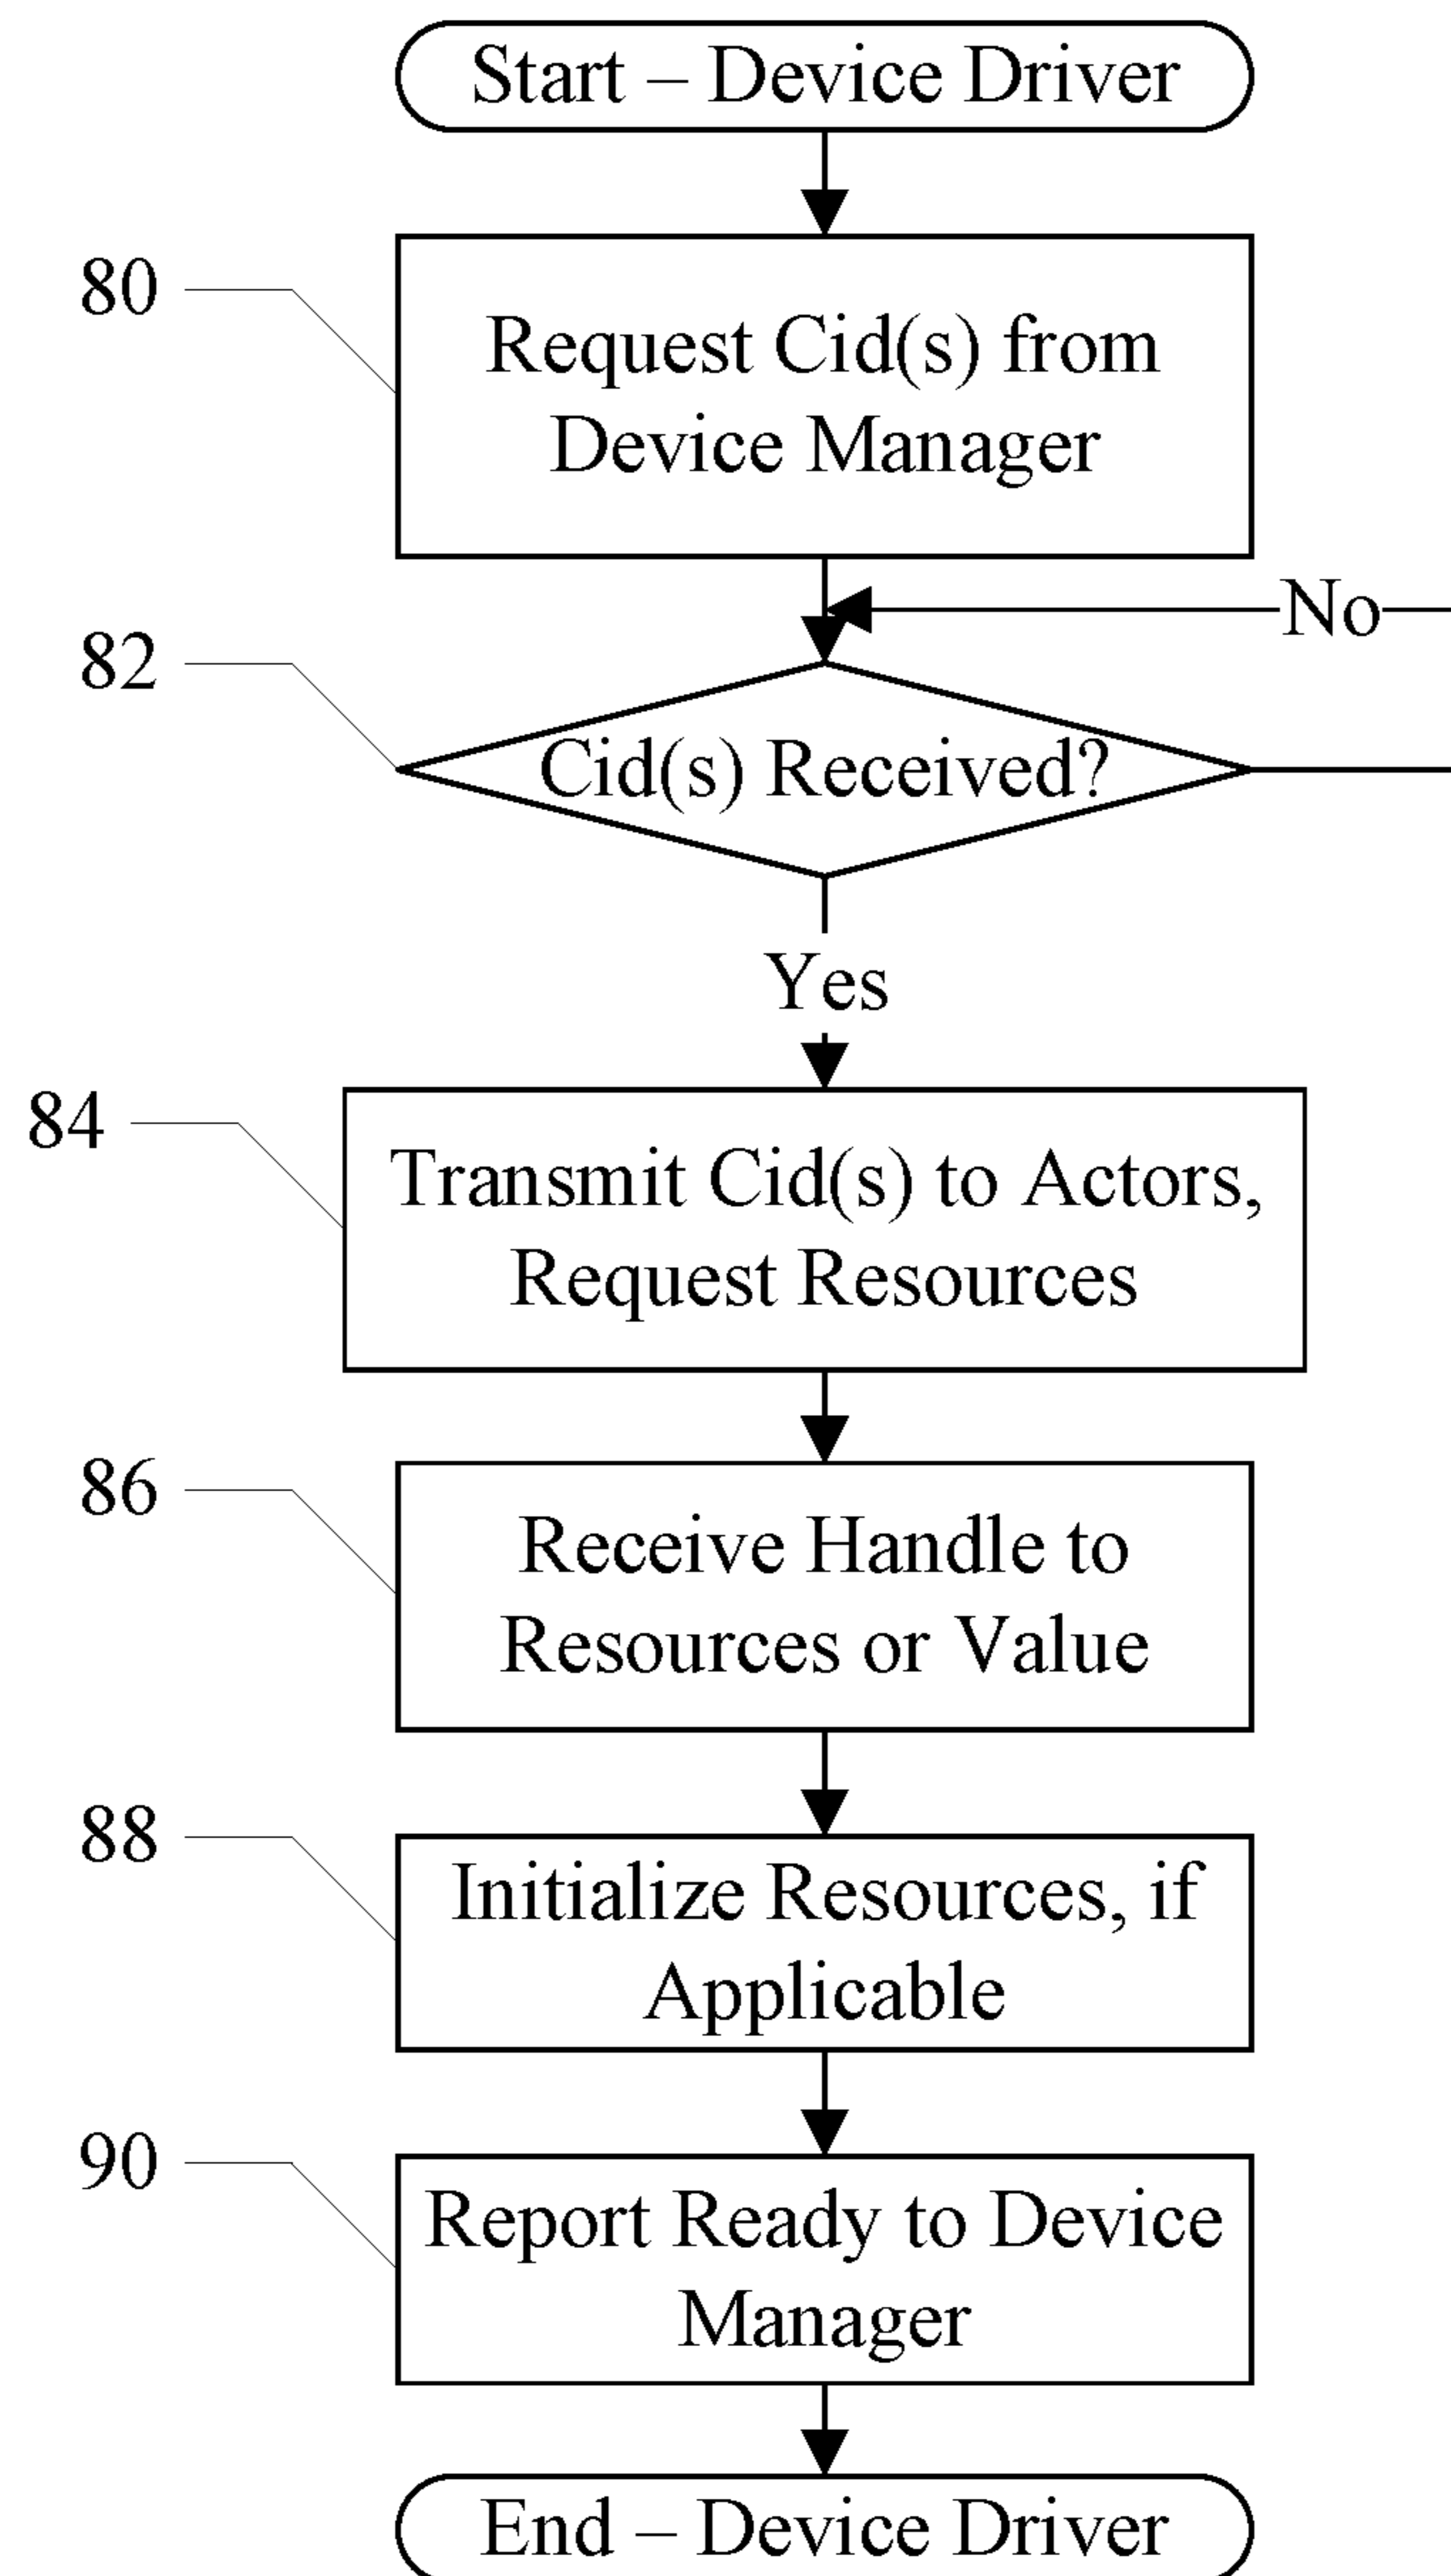 Start – Device Driver
80
Request Cid(s) from
Device Manager
No
82
Cid(s) Received?
Yes
84
Transmit Cid(s) to Actors,
Request Resources
86
Receive Handle to
Resources or Value
88
Initialize Resources, if
Applicable
90
Report Ready to Device
Manager
End – Device Driver